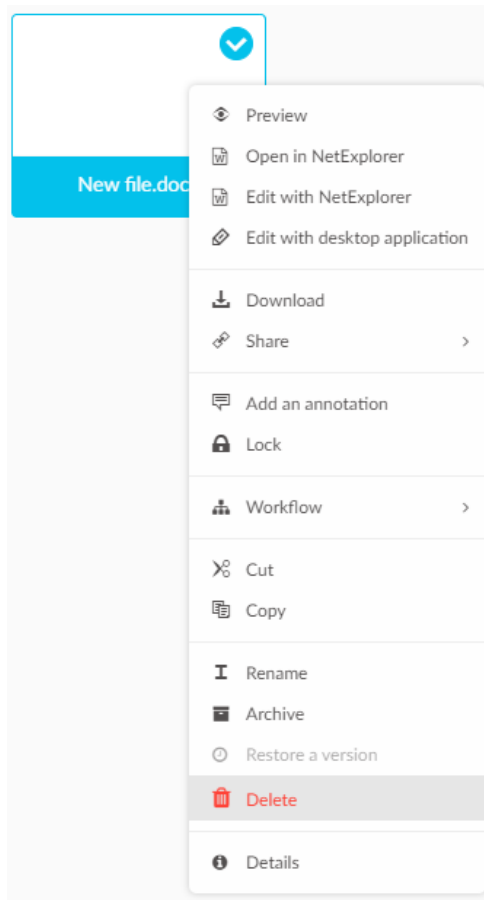 New file.doc
Preview
Open in NetExplorer
Edit with NetExplorer
Edit with desktop application
Download
Share
Add an annotation
Lock
Workflow
Cut
Copy
Rename
Archive
Restore a version
Delete
Details